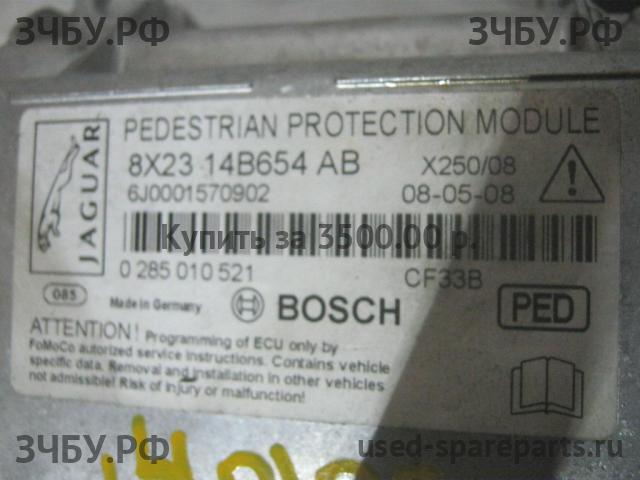 ЗЧБУ.РФ ЗЧБУ.РФ
JAGUAR
PEDESTRIAN PROTECTION MODULE
8X23 14B654 AB X250/08
6J0001570902 08-05-08
Купить за 3500.00 р.
0 285 010 521 CF33B
085 Made in Germany BOSCH PED
ATTENTION! Programming of ECU only by
FoMoCo autorized service instructions. Contains vehicle
specific data. Removal and installation in other vehicles
not admissible! Risk of injury or malfunction!
ЗЧБУ.РФ used-spareparts.ru